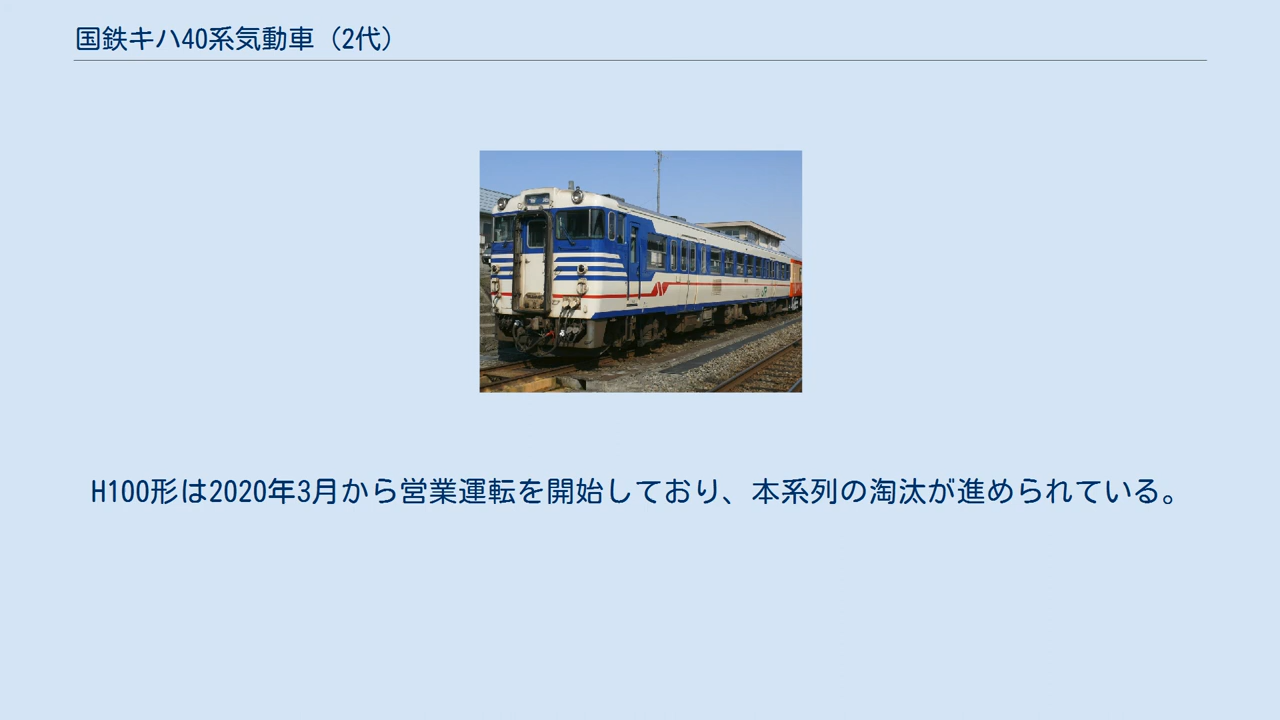 国鉄キハ40系気動車（2代）
H100形は2020年3月から営業運転を開始しており、本系列の淘汰が進められている。